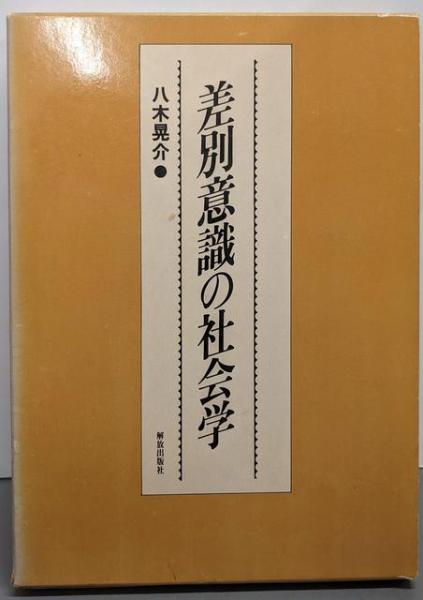 差別意識の社会学
八木晃介●
解放出版社